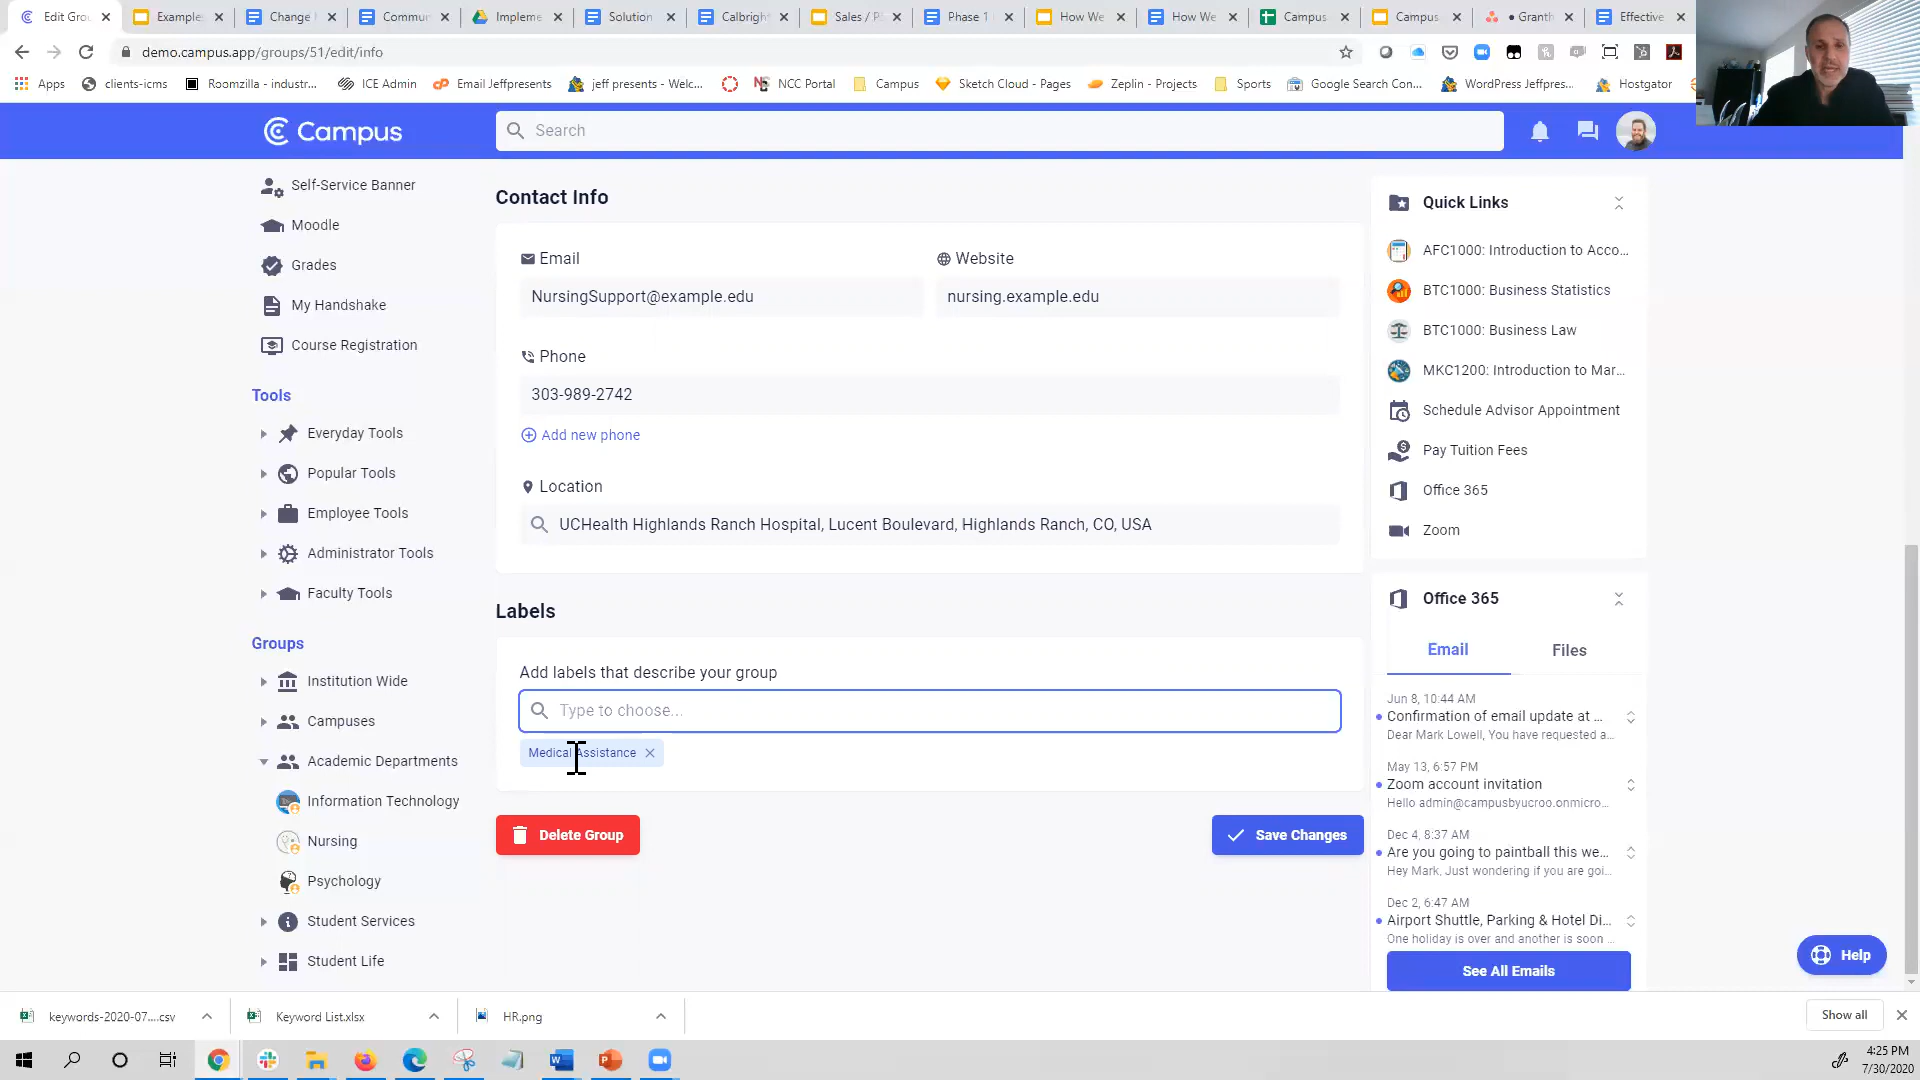 Edit Grou
Examples
Change
Commun
Impleme
Solution
Calbright
Sales / P
Phase 1
How We
How We
Campus
Campus
• Granth
Effective
demo.campus.app/groups/51/edit/info
Apps
clients-icms
Roomzilla - industr...
ICE Admin
Email Jeffpresents
jeff presents - Welc...
NCC Portal
Campus
Sketch Cloud - Pages
Zeplin - Projects
Sports
Google Search Con...
WordPress Jeffpres...
Hostgator
Campus
Search
Self-Service Banner
Moodle
Grades
My Handshake
Course Registration
Tools
Everyday Tools
Popular Tools
Employee Tools
Administrator Tools
Faculty Tools
Groups
Institution Wide
Campuses
Academic Departments
Information Technology
Nursing
Psychology
Student Services
Student Life
Contact Info
Email
NursingSupport@example.edu
Website
nursing.example.edu
Phone
303-989-2742
Add new phone
Location
UCHealth Highlands Ranch Hospital, Lucent Boulevard, Highlands Ranch, CO, USA
Labels
Add labels that describe your group
Type to choose...
Medical Assistance
Delete Group
Save Changes
Quick Links
AFC1000: Introduction to Acco...
BTC1000: Business Statistics
BTC1000: Business Law
MKC1200: Introduction to Mar...
Schedule Advisor Appointment
Pay Tuition Fees
Office 365
Zoom
Office 365
Email
Files
Jun 8, 10:44 AM
Confirmation of email update at ...
Dear Mark Lowell, You have requested a...
May 13, 6:57 PM
Zoom account invitation
Hello admin@campusbyucroo.onmicro...
Dec 4, 8:37 AM
Are you going to paintball this we...
Hey Mark, Just wondering if you are goi...
Dec 2, 6:47 AM
Airport Shuttle, Parking & Hotel Di...
One holiday is over and another is soon ...
See All Emails
Help
keywords-2020-07....csv
Keyword List.xlsx
HR.png
Show all
4:25 PM
7/30/2020